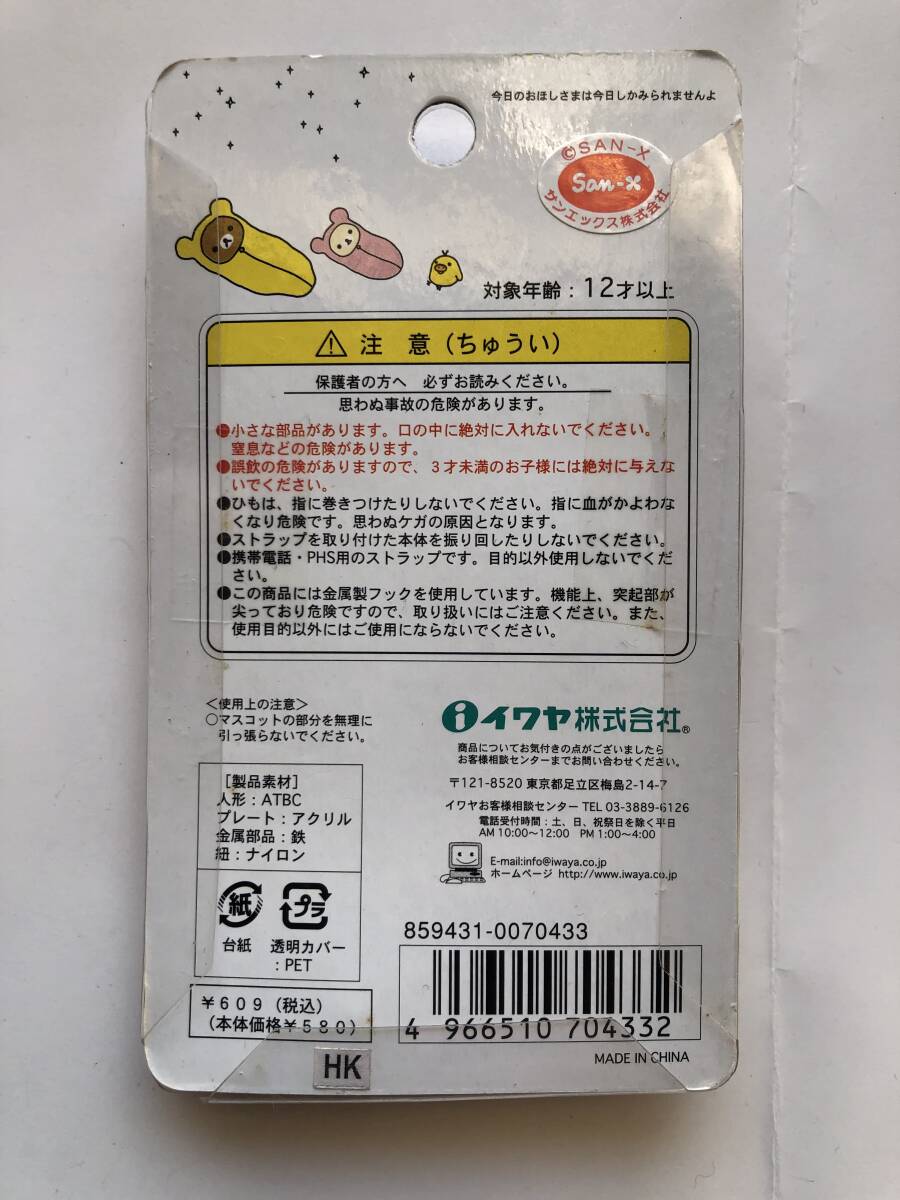 今日のおほしさまは今日しかみられませんよ
©SAN-X
San-x
サンエックス株式会社
対象年齢：12才以上
注 意（ちゅうい）
保護者の方へ 必ずお読みください。
思わぬ事故の危険があります。
●小さな部品があります。口の中に絶対に入れないでください。
窒息などの危険があります。
●誤飲の危険がありますので、３才未満のお子様には絶対に与えな
いでください。
●ひもは、指に巻きつけたりしないでください。指に血がかよわな
くなり危険です。思わぬケガの原因となります。
●ストラップを取り付けた本体を振り回したりしないでください。
●携帯電話・PHS用のストラップです。目的以外使用しないでくだ
さい。
●この商品には金属製フックを使用しています。機能上、突起部が
尖っており危険ですので、取り扱いにはご注意ください。また、
使用目的以外にはご使用にならないでください。
＜使用上の注意＞
○マスコットの部分を無理に
引っ張らないでください。
イワヤ株式会社®
商品についてお気付きの点がございましたら
お客様相談センターまでお問い合わせください。
〒121-8520 東京都足立区梅島2-14-7
イワヤお客様相談センター TEL 03-3889-6126
電話受付時間：土、日、祝祭日を除く平日
AM 10:00〜12:00 PM 1:00〜4:00
E-mail:info@iwaya.co.jp
ホームページ http://www.iwaya.co.jp
［製品素材］
人形：ATBC
プレート：アクリル
金属部品：鉄
紐：ナイロン
紙
プラ
台紙 透明カバー
：PET
￥６０９（税込）
（本体価格￥５８０）
859431-0070433
4 966510 704332
MADE IN CHINA
HK